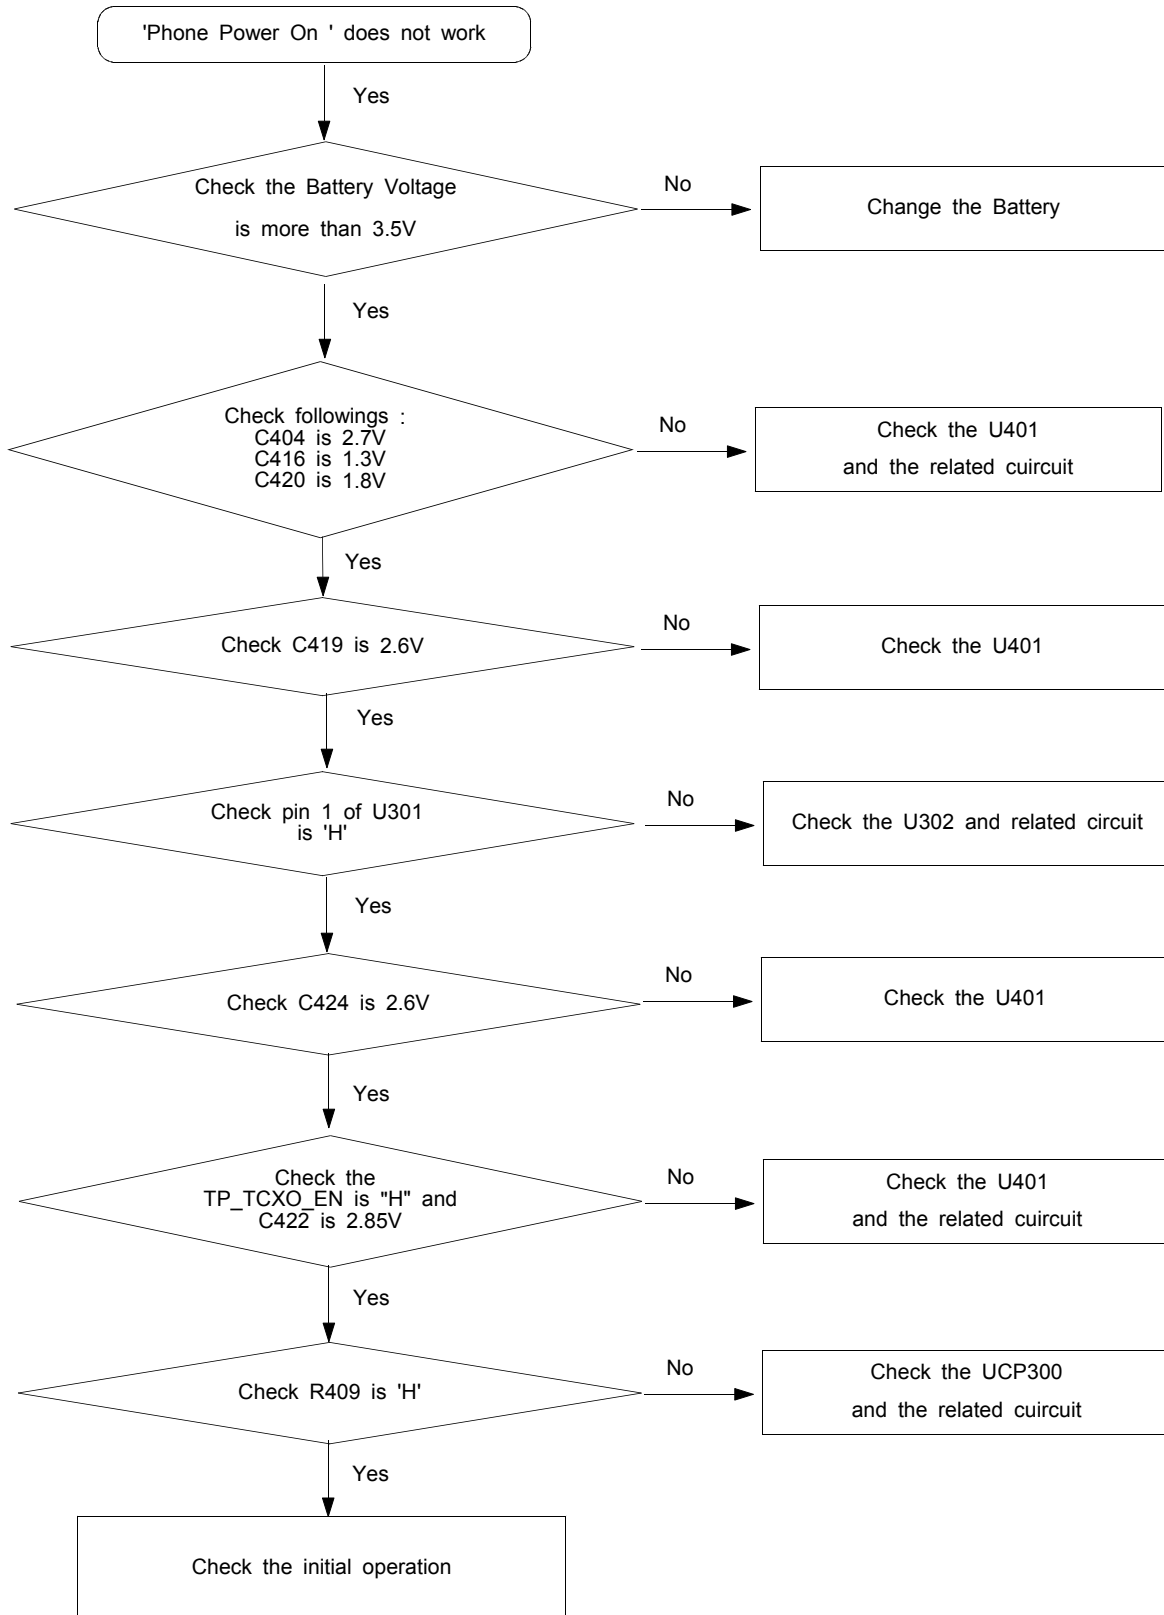 'Phone Power On ' does not work
Yes
Check the Battery Voltage
is more than 3.5V
No
Change the Battery
Yes
Check followings :
C404 is 2.7V
C416 is 1.3V
C420 is 1.8V
No
Check the U401
and the related cuircuit
Yes
Check C419 is 2.6V
No
Check the U401
Yes
Check pin 1 of U301
is 'H'
No
Check the U302 and related circuit
Yes
Check C424 is 2.6V
No
Check the U401
Yes
Check the
TP_TCXO_EN is "H" and
C422 is 2.85V
No
Check the U401
and the related cuircuit
Yes
Check R409 is 'H'
No
Check the UCP300
and the related cuircuit
Yes
Check the initial operation